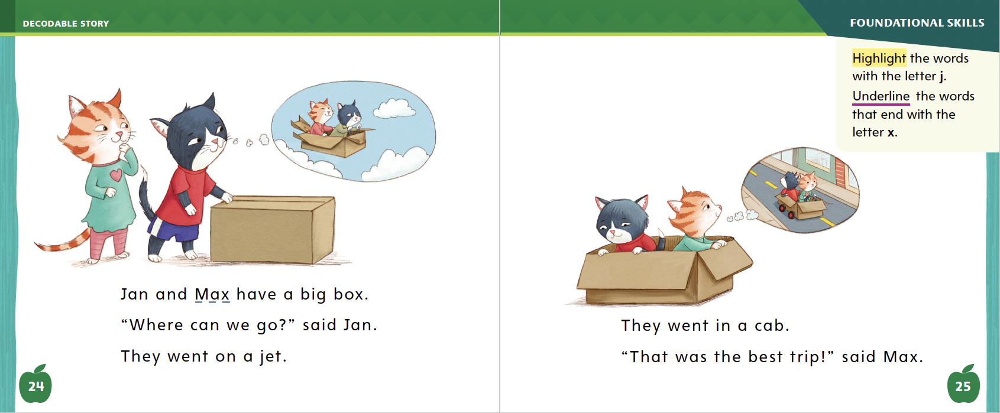 DECODABLE STORY
Jan and Max have a big box.
“Where can we go?” said Jan.
They went on a jet.
24
FOUNDATIONAL SKILLS
Highlight the words
with the letter j.
Underline the words
that end with the
letter x.
They went in a cab.
“That was the best trip!” said Max.
25